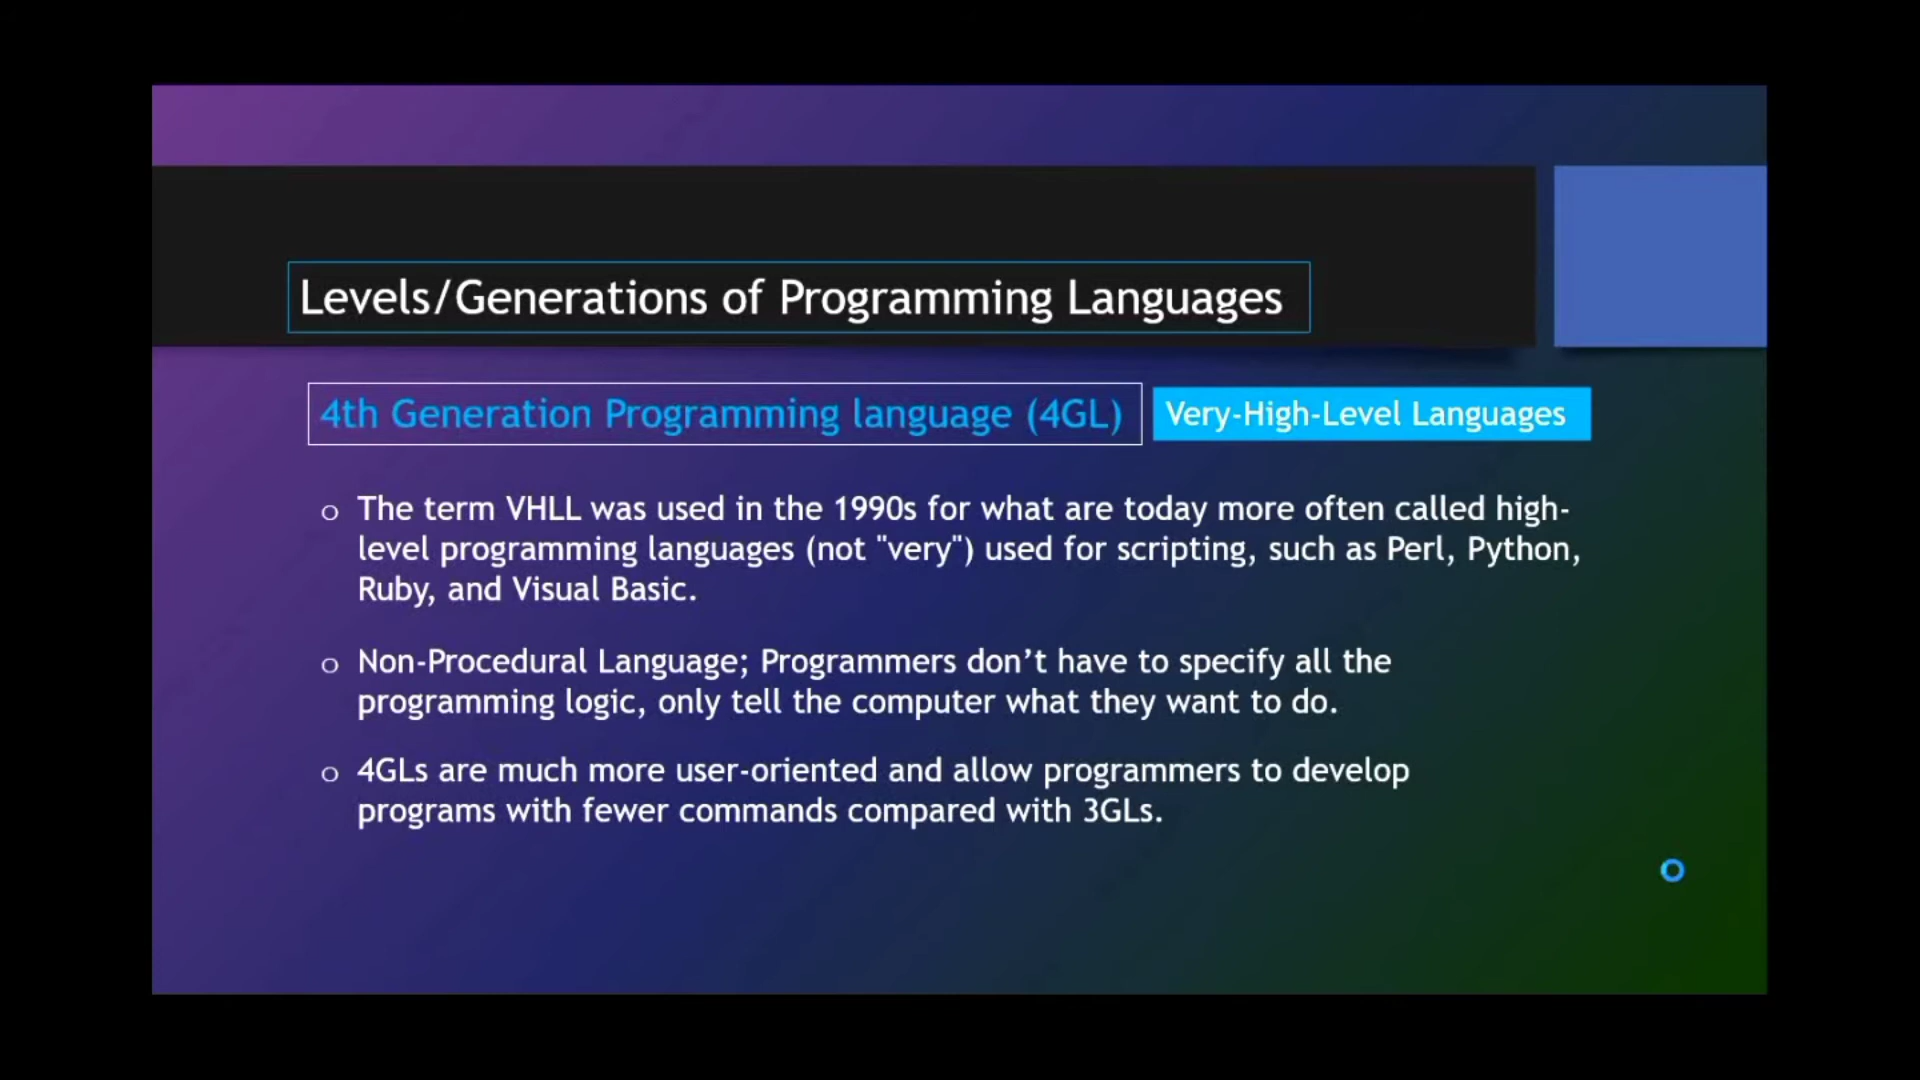 Levels/Generations of Programming Languages
4th Generation Programming language (4GL)
Very-High-Level Languages
o The term VHLL was used in the 1990s for what are today more often called high-
level programming languages (not "very") used for scripting, such as Perl, Python,
Ruby, and Visual Basic.
o Non-Procedural Language; Programmers don’t have to specify all the
programming logic, only tell the computer what they want to do.
o 4GLs are much more user-oriented and allow programmers to develop
programs with fewer commands compared with 3GLs.